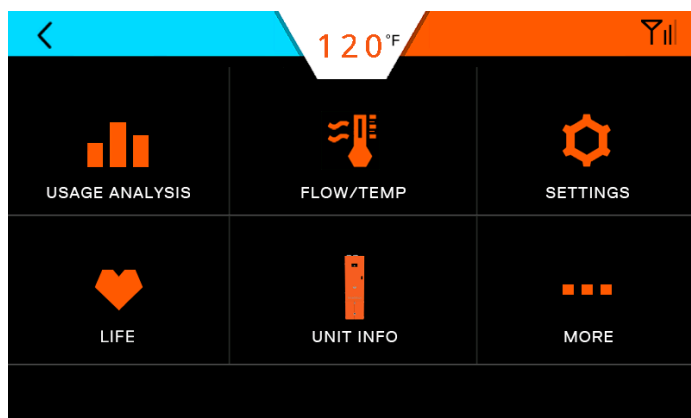 120°F
USAGE ANALYSIS
FLOW/TEMP
SETTINGS
LIFE
UNIT INFO
MORE